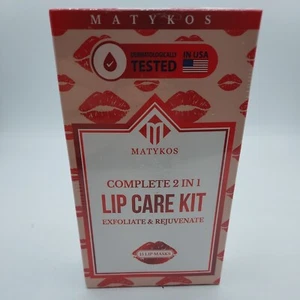 MATYKOS
DERMATOLOGICALLY
TESTED
IN USA
MATYKOS
COMPLETE 2 IN 1
LIP CARE KIT
EXFOLIATE & REJUVENATE